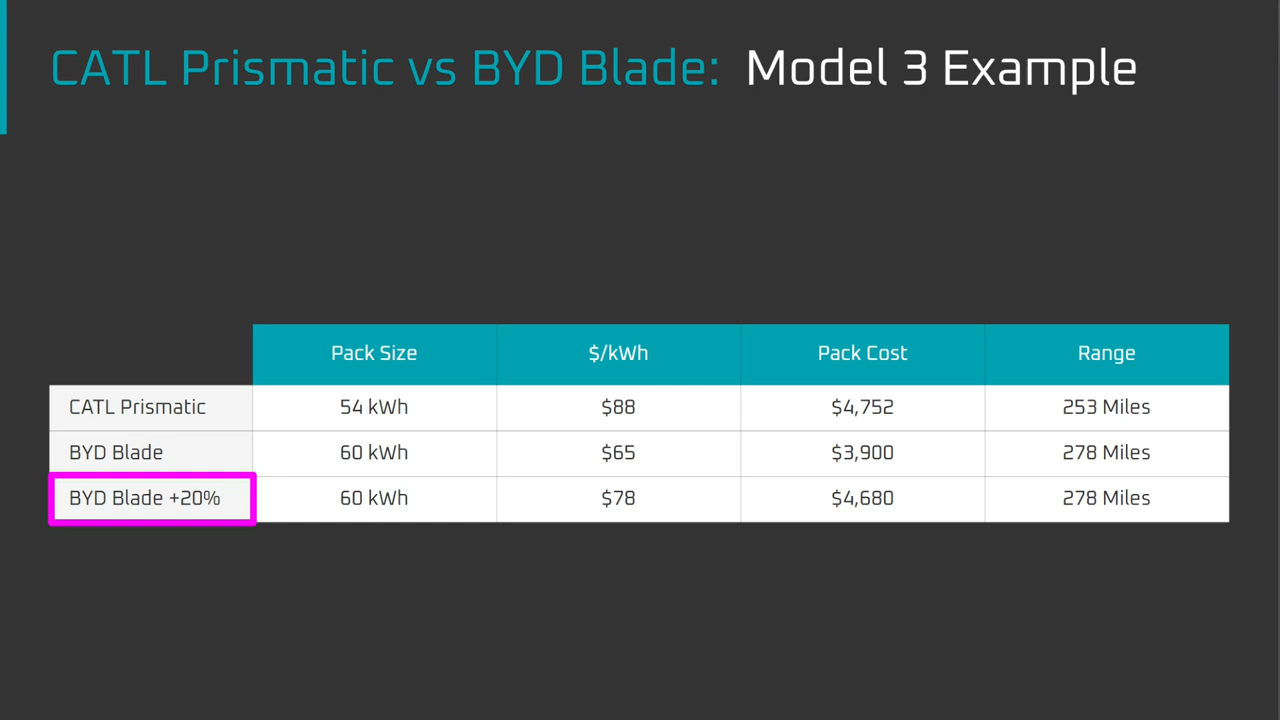 CATL Prismatic vs BYD Blade: Model 3 Example
Pack Size $/kWh Pack Cost Range
CATL Prismatic 54 kWh $88 $4,752 253 Miles
BYD Blade 60 kWh $65 $3,900 278 Miles
BYD Blade +20% 60 kWh $78 $4,680 278 Miles